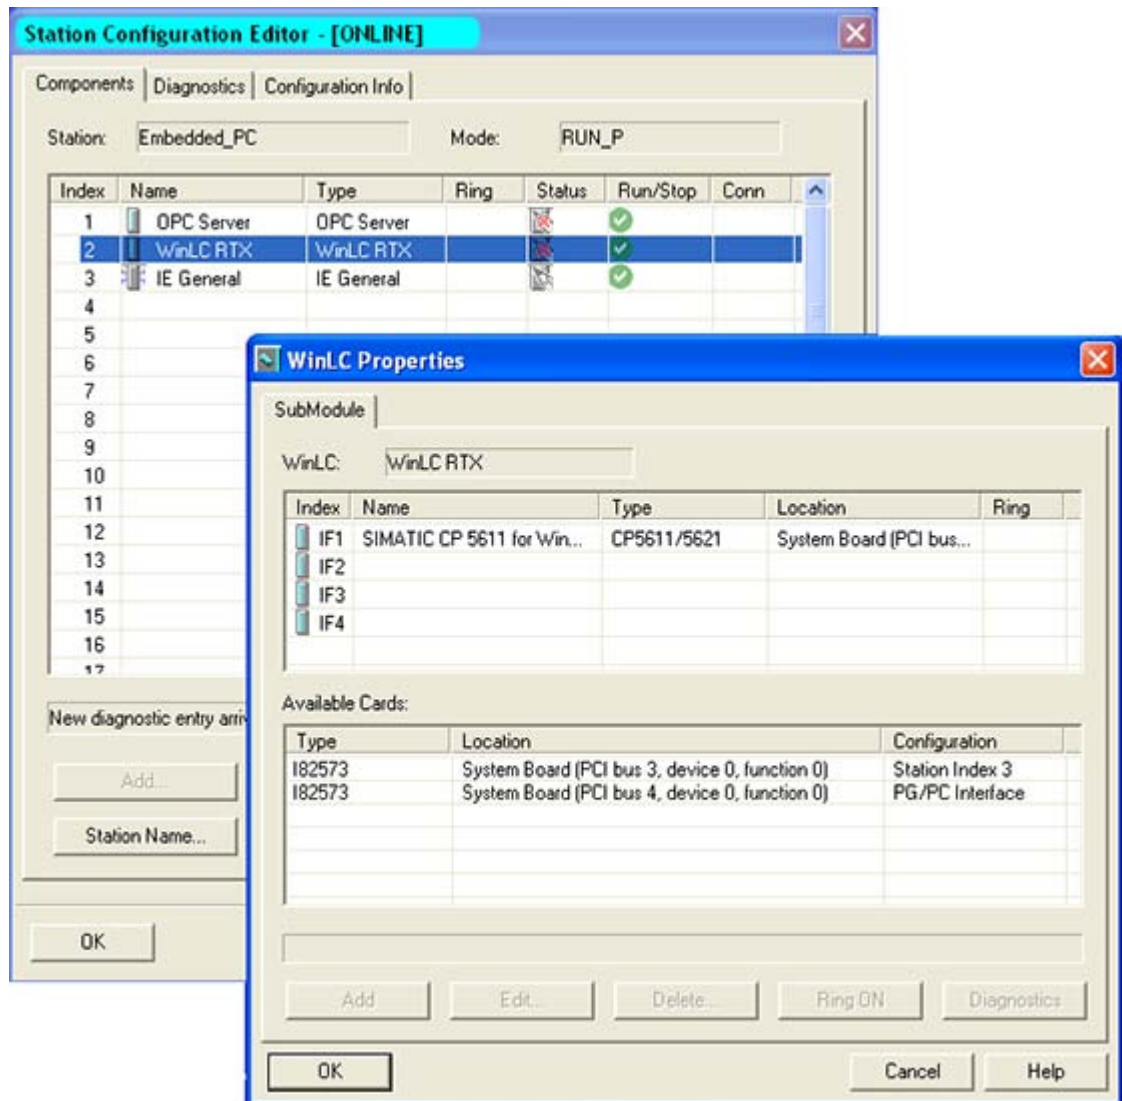 Station Configuration Editor - [ONLINE]
Components Diagnostics Configuration Info
Station: Embedded_PC Mode: RUN_P
Index Name Type Ring Status Run/Stop Conn
1 OPC Server OPC Server
2 WinLC RTX WinLC RTX
3 IE General IE General
4
5
6
7
8
9
10
11
12
13
14
15
16
17
New diagnostic entry arriv
Add...
Station Name...
OK
WinLC Properties
SubModule
WinLC: WinLC RTX
Index Name Type Location Ring
IF1 SIMATIC CP 5611 for Win... CP5611/5621 System Board (PCI bus...
IF2
IF3
IF4
Available Cards:
Type Location Configuration
I82573 System Board (PCI bus 3, device 0, function 0) Station Index 3
I82573 System Board (PCI bus 4, device 0, function 0) PG/PC Interface
Add Edit... Delete... Ring ON Diagnostics
OK Cancel Help